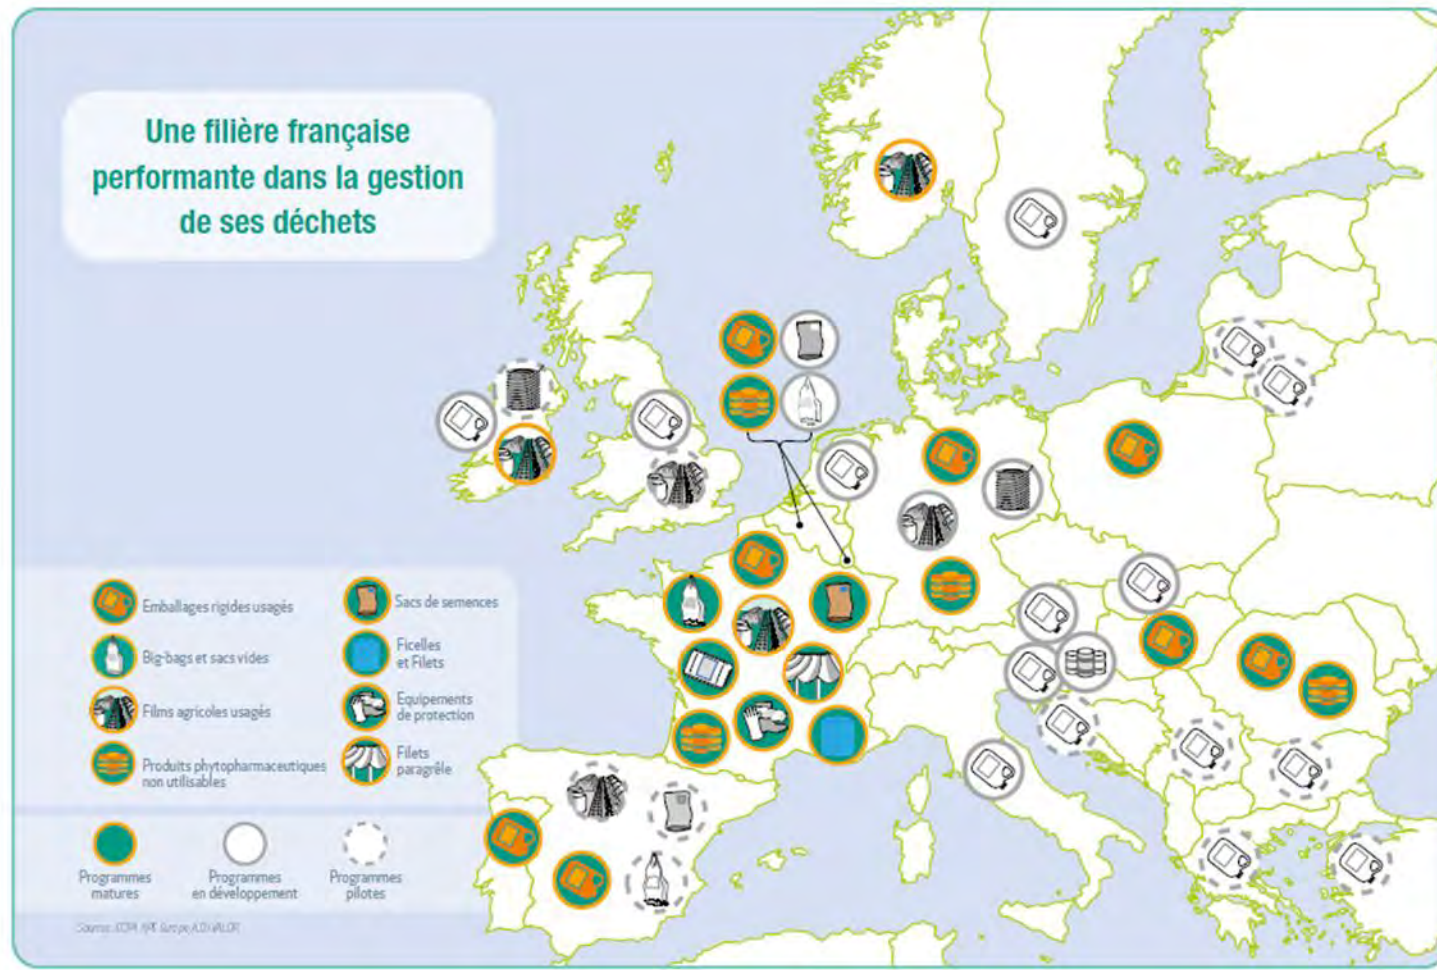 Une filière française
performante dans la gestion
de ses déchets
Emballages rigides usagés
Big-bags et sacs vides
Films agricoles usagés
Produits phytopharmaceutiques
non utilisables
Sacs de semences
Ficelles
et Filets
Equipements
de protection
Filets
paragrêle
Programmes
matures
Programmes
en développement
Programmes
pilotes